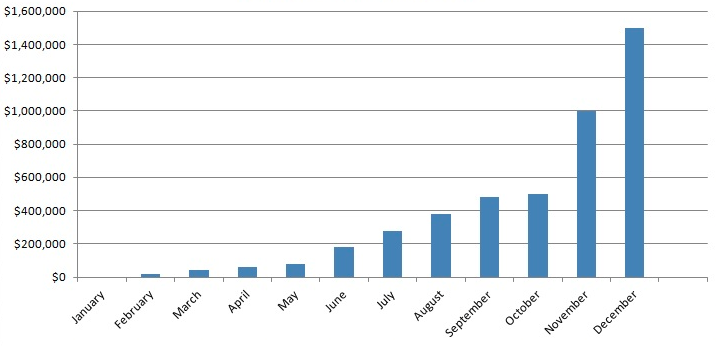 $1,600,000
$1,400,000
$1,200,000
$1,000,000
$800,000
$600,000
$400,000
$200,000
$0
January
February
March
April
May
June
July
August
September
October
November
December